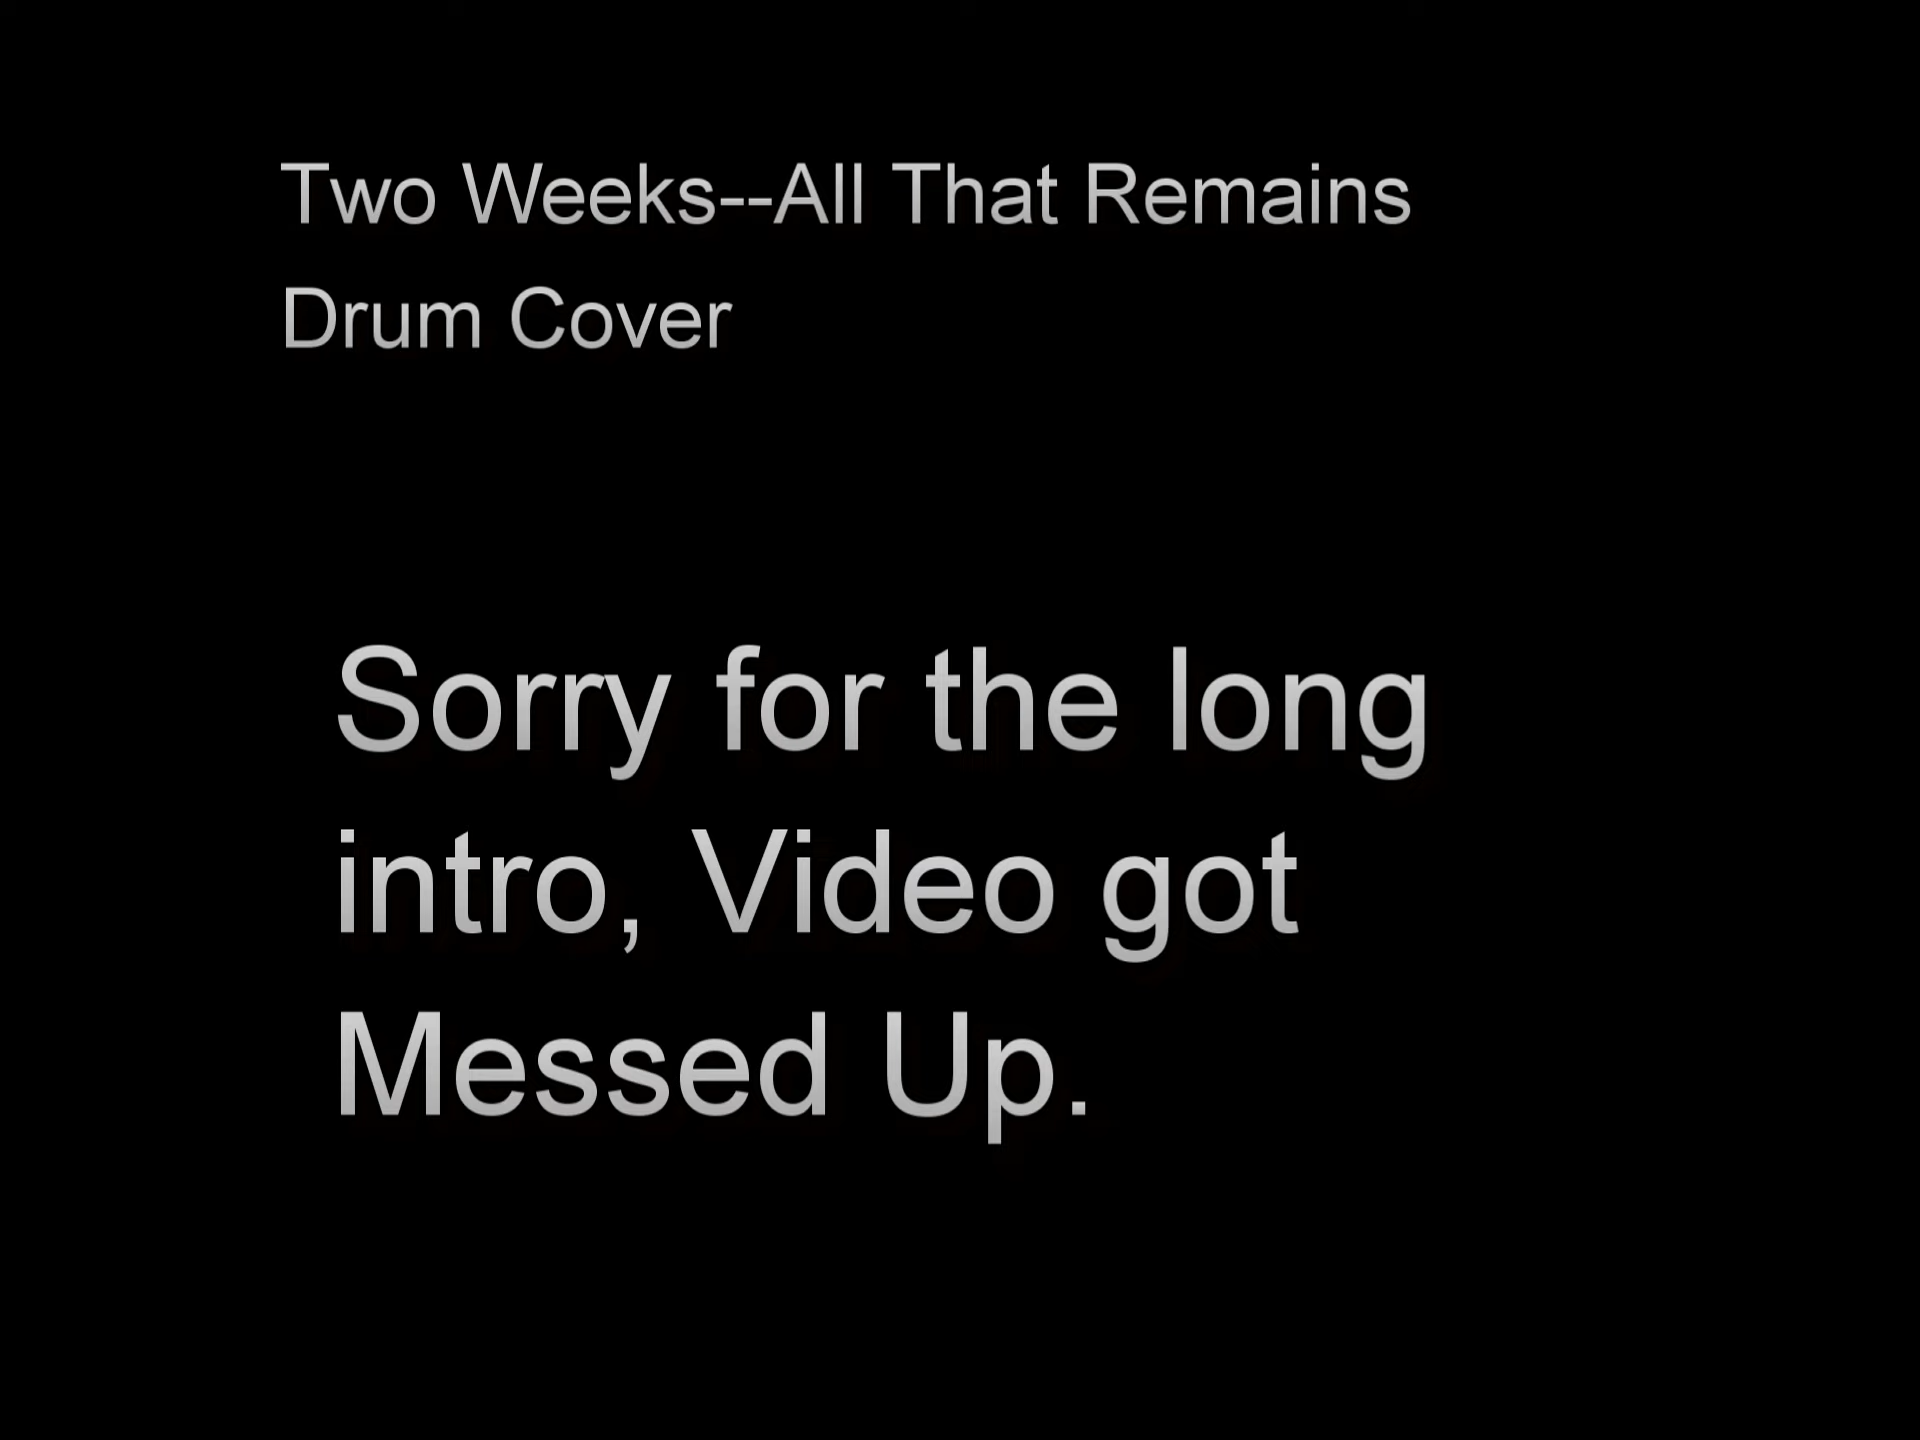 Two Weeks--All That Remains
Drum Cover
Sorry for the long
intro, Video got
Messed Up.